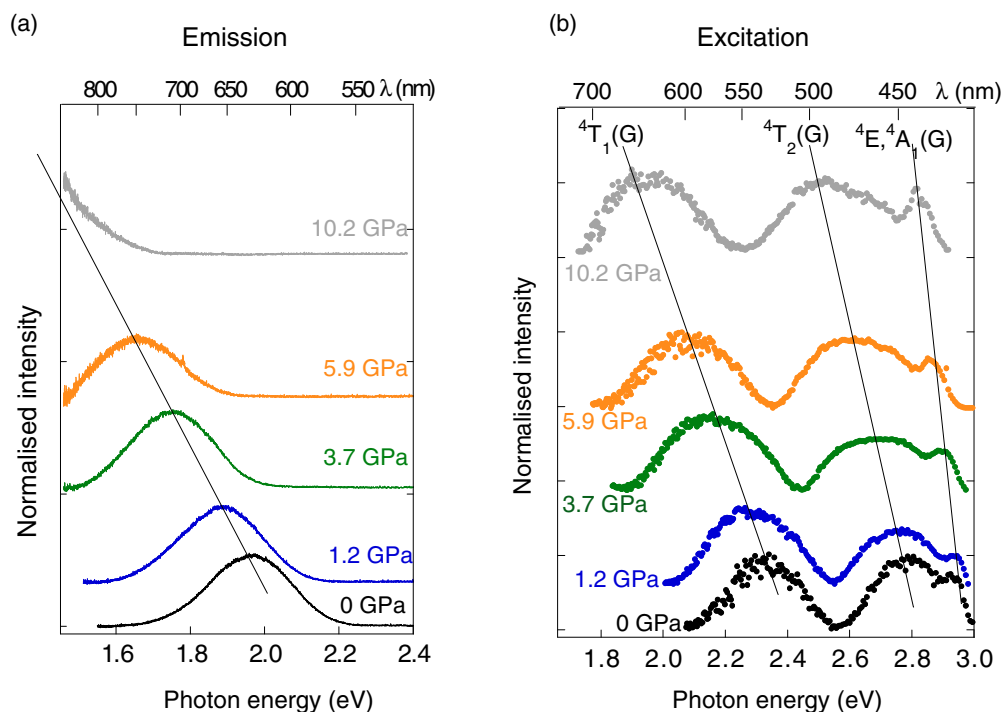 (a)
Emission
800 700 650 600 550 λ (nm)
10.2 GPa
5.9 GPa
3.7 GPa
1.2 GPa
0 GPa
Normalised intensity
1.6 2.0 2.4
Photon energy (eV)
(b)
Excitation
700 600 550 500 450 λ (nm)
⁴T₁(G) ⁴T₂(G) ⁴E,⁴A₁(G)
10.2 GPa
5.9 GPa
3.7 GPa
1.2 GPa
0 GPa
Normalised intensity
1.8 2.0 2.2 2.4 2.6 2.8 3.0
Photon energy (eV)